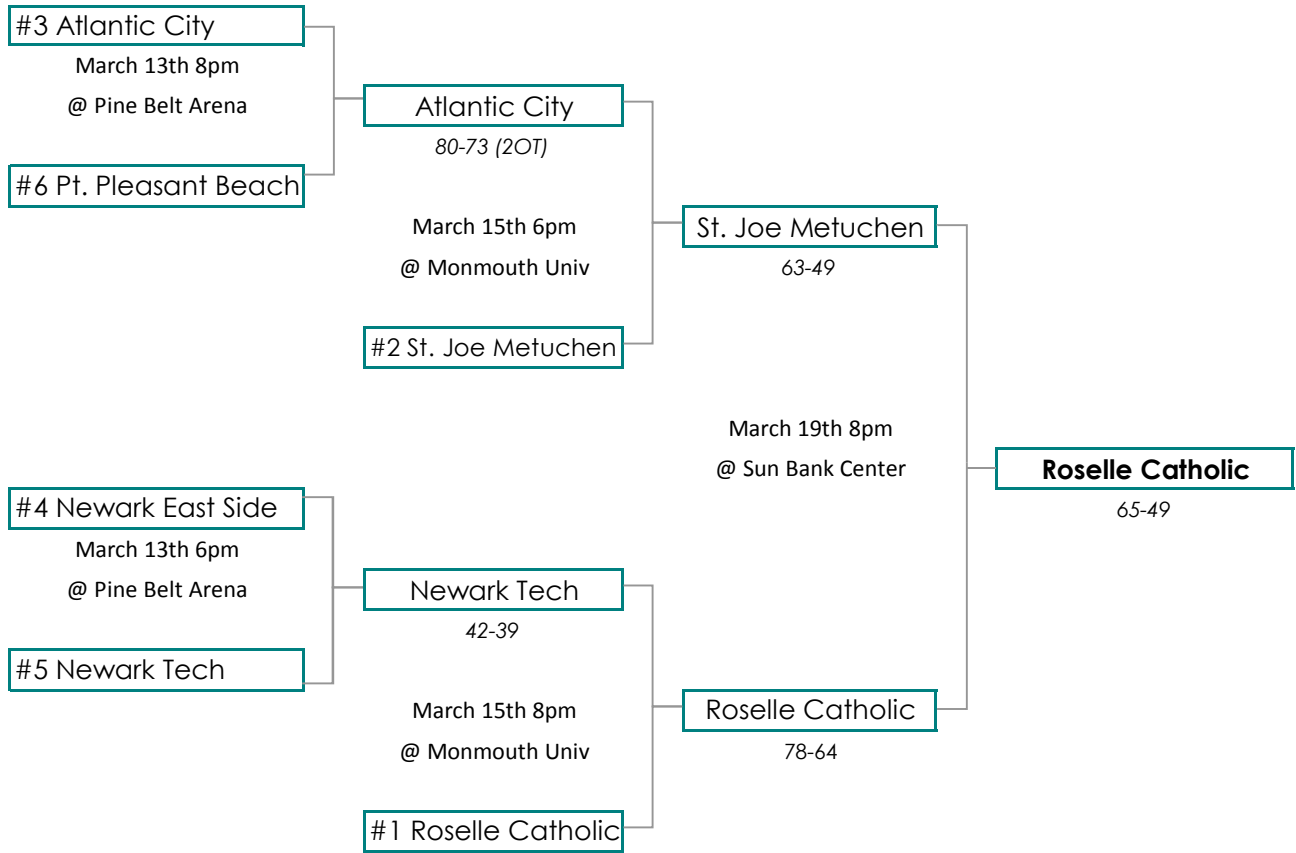 #3 Atlantic City
March 13th 8pm
@ Pine Belt Arena
#6 Pt. Pleasant Beach
Atlantic City
80-73 (2OT)
March 15th 6pm
@ Monmouth Univ
#2 St. Joe Metuchen
St. Joe Metuchen
63-49
March 19th 8pm
@ Sun Bank Center
Roselle Catholic
65-49
#4 Newark East Side
March 13th 6pm
@ Pine Belt Arena
#5 Newark Tech
Newark Tech
42-39
March 15th 8pm
@ Monmouth Univ
#1 Roselle Catholic
Roselle Catholic
78-64